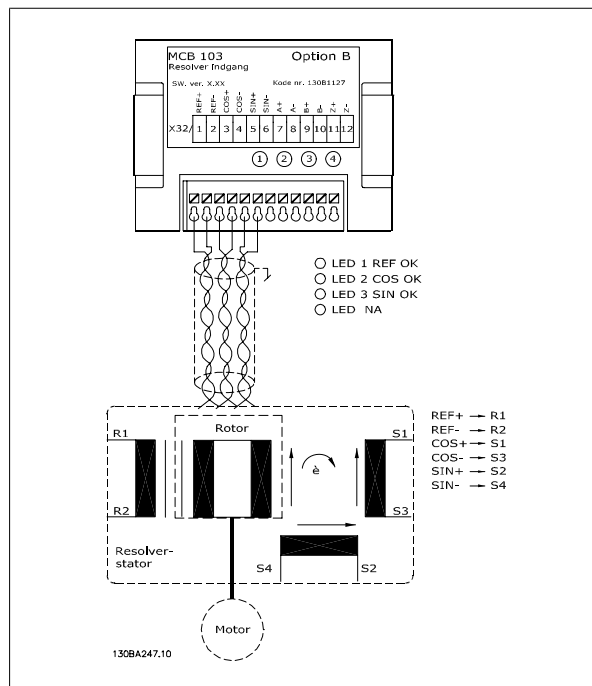 MCB 103 Option B
Resolver Indgang
SW. ver. X.XX Kode nr. 130B1127
REF+ REF- COS+ COS- SIN+ SIN- A+ A- B+ B- Z+ Z-
X32/ 1 2 3 4 5 6 7 8 9 10 11 12
1 2 3 4
LED 1 REF OK
LED 2 COS OK
LED 3 SIN OK
LED NA
REF+ → R1
REF- → R2
COS+ → S1
COS- → S3
SIN+ → S2
SIN- → S4
R1 Rotor S1
è
R2 S3
Resolver-
stator
S4 S2
Motor
130BA247.10